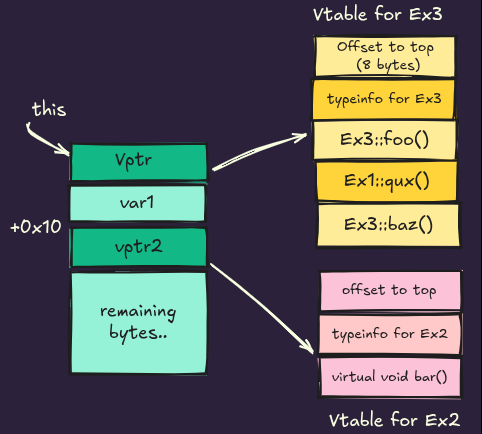 Vtable for Ex3
Offset to top
(8 bytes)
typeinfo for Ex3
Ex3::foo()
Ex1::qux()
Ex3::baz()
this
Vptr
var1
+0x10
vptr2
remaining
bytes..
offset to top
typeinfo for Ex2
virtual void bar()
Vtable for Ex2